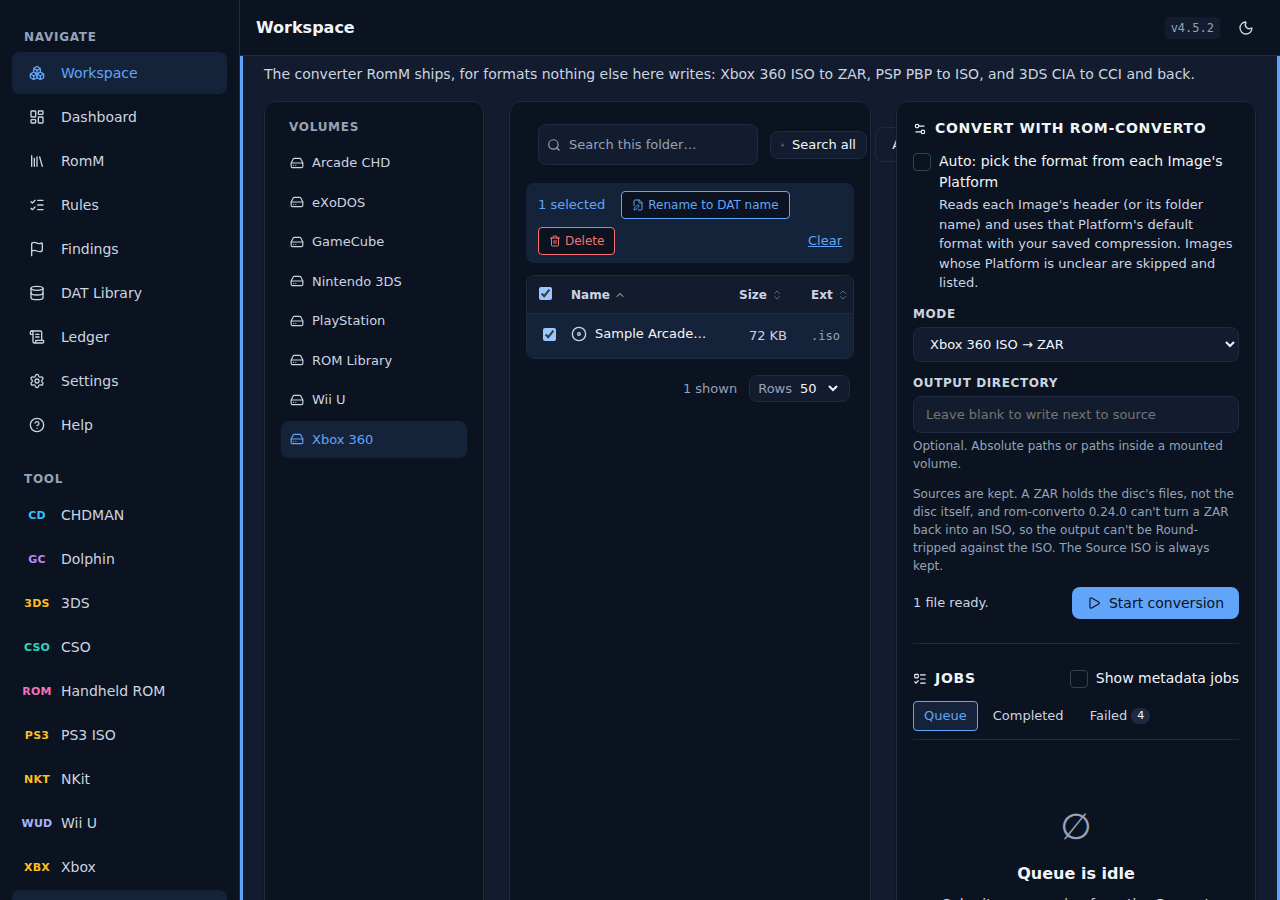 NAVIGATE
Workspace
Dashboard
RomM
Rules
Findings
DAT Library
Ledger
Settings
Help
TOOL
CD CHDMAN
GC Dolphin
3DS 3DS
CSO CSO
ROM Handheld ROM
PS3 PS3 ISO
NKT NKit
WUD Wii U
XBX Xbox
Workspace
v4.5.2
The converter RomM ships, for formats nothing else here writes: Xbox 360 ISO to ZAR, PSP PBP to ISO, and 3DS CIA to CCI and back.
VOLUMES
Arcade CHD
eXoDOS
GameCube
Nintendo 3DS
PlayStation
ROM Library
Wii U
Xbox 360
Search this folder…
Search all
1 selected
Rename to DAT name
Delete
Clear
Name
Size
Ext
Sample Arcade…
72 KB
.iso
1 shown
Rows 50
CONVERT WITH ROM-CONVERTO
Auto: pick the format from each Image's
Platform
Reads each Image's header (or its folder
name) and uses that Platform's default
format with your saved compression. Images
whose Platform is unclear are skipped and
listed.
MODE
Xbox 360 ISO → ZAR
OUTPUT DIRECTORY
Leave blank to write next to source
Optional. Absolute paths or paths inside a mounted
volume.
Sources are kept. A ZAR holds the disc's files, not the
disc itself, and rom-converto 0.24.0 can't turn a ZAR
back into an ISO, so the output can't be Round-
tripped against the ISO. The Source ISO is always
kept.
1 file ready.
Start conversion
JOBS
Show metadata jobs
Queue
Completed
Failed 4
Queue is idle